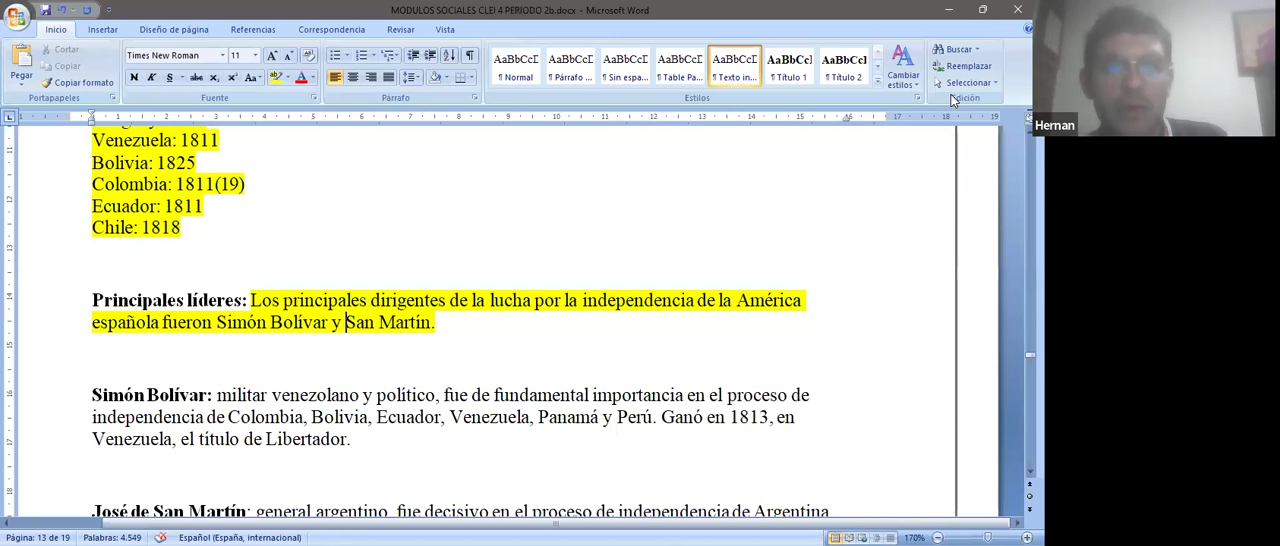 MODULOS SOCIALES CLEI 4 PERIODO 2b.docx - Microsoft Word
Inicio Insertar Diseño de página Referencias Correspondencia Revisar Vista
Pegar
Cortar
Copiar
Copiar formato
Portapapeles
Times New Roman 11
Fuente
Párrafo
AaBbCcI AaBbCcI AaBbCcI AaBbCcI AaBbCcI AaBbCc AaBbCc
¶ Normal ¶ Párrafo ... ¶ Sin espa... ¶ Table Pa... ¶ Texto in... ¶ Título 1 ¶ Título 2
Cambiar
estilos
Estilos
Buscar
Reemplazar
Seleccionar
Edición
Hernan
Venezuela: 1811
Bolivia: 1825
Colombia: 1811(19)
Ecuador: 1811
Chile: 1818
Principales líderes: Los principales dirigentes de la lucha por la independencia de la América
española fueron Simón Bolívar y San Martín.
Simón Bolívar: militar venezolano y político, fue de fundamental importancia en el proceso de
independencia de Colombia, Bolivia, Ecuador, Venezuela, Panamá y Perú. Ganó en 1813, en
Venezuela, el título de Libertador.
José de San Martín: general argentino, fue decisivo en el proceso de independencia de Argentina
Página: 13 de 19 Palabras: 4.549 Español (España, internacional) 170%